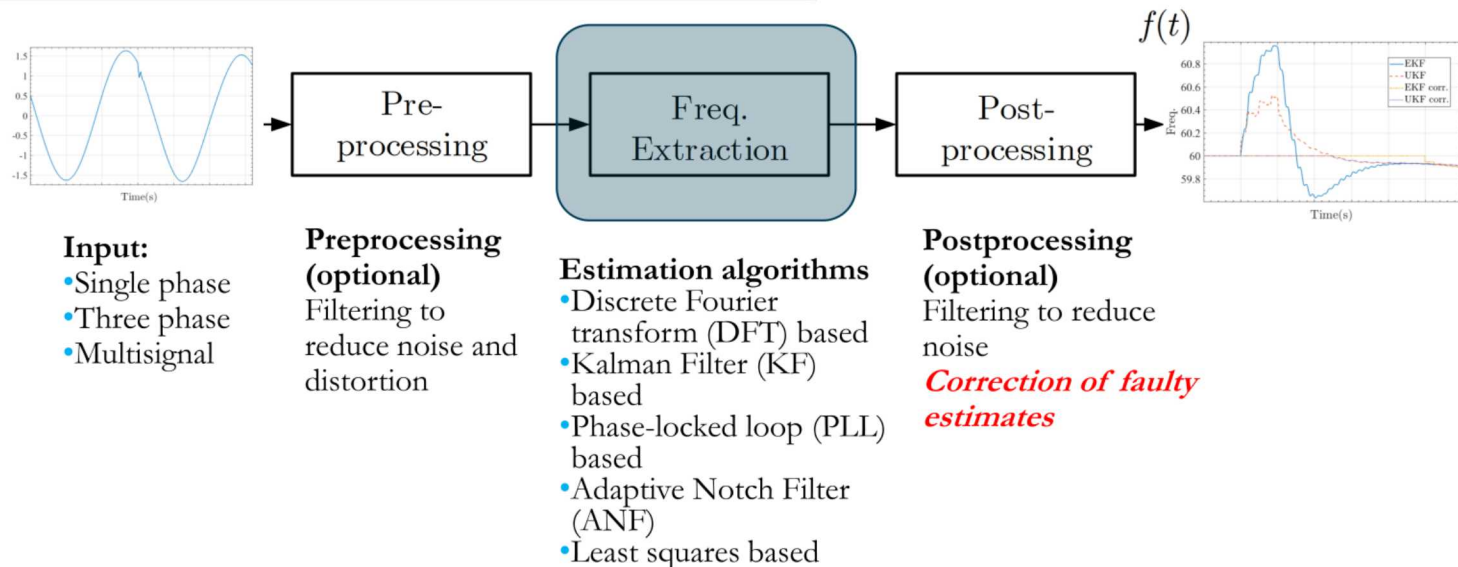 1.5
1
0.5
0
-0.5
-1
-1.5
Time(s)
Pre-
processing
Freq.
Extraction
Post-
processing
f(t)
60.8
60.6
60.4
60.2
60
59.8
Freq.
EKF
UKF
EKF corr.
UKF corr.
Time(s)
Input:
•Single phase
•Three phase
•Multisignal
Preprocessing
(optional)
Filtering to
reduce noise and
distortion
Estimation algorithms
•Discrete Fourier
transform (DFT) based
•Kalman Filter (KF)
based
•Phase-locked loop (PLL)
based
•Adaptive Notch Filter
(ANF)
•Least squares based
Postprocessing
(optional)
Filtering to reduce
noise
Correction of faulty
estimates